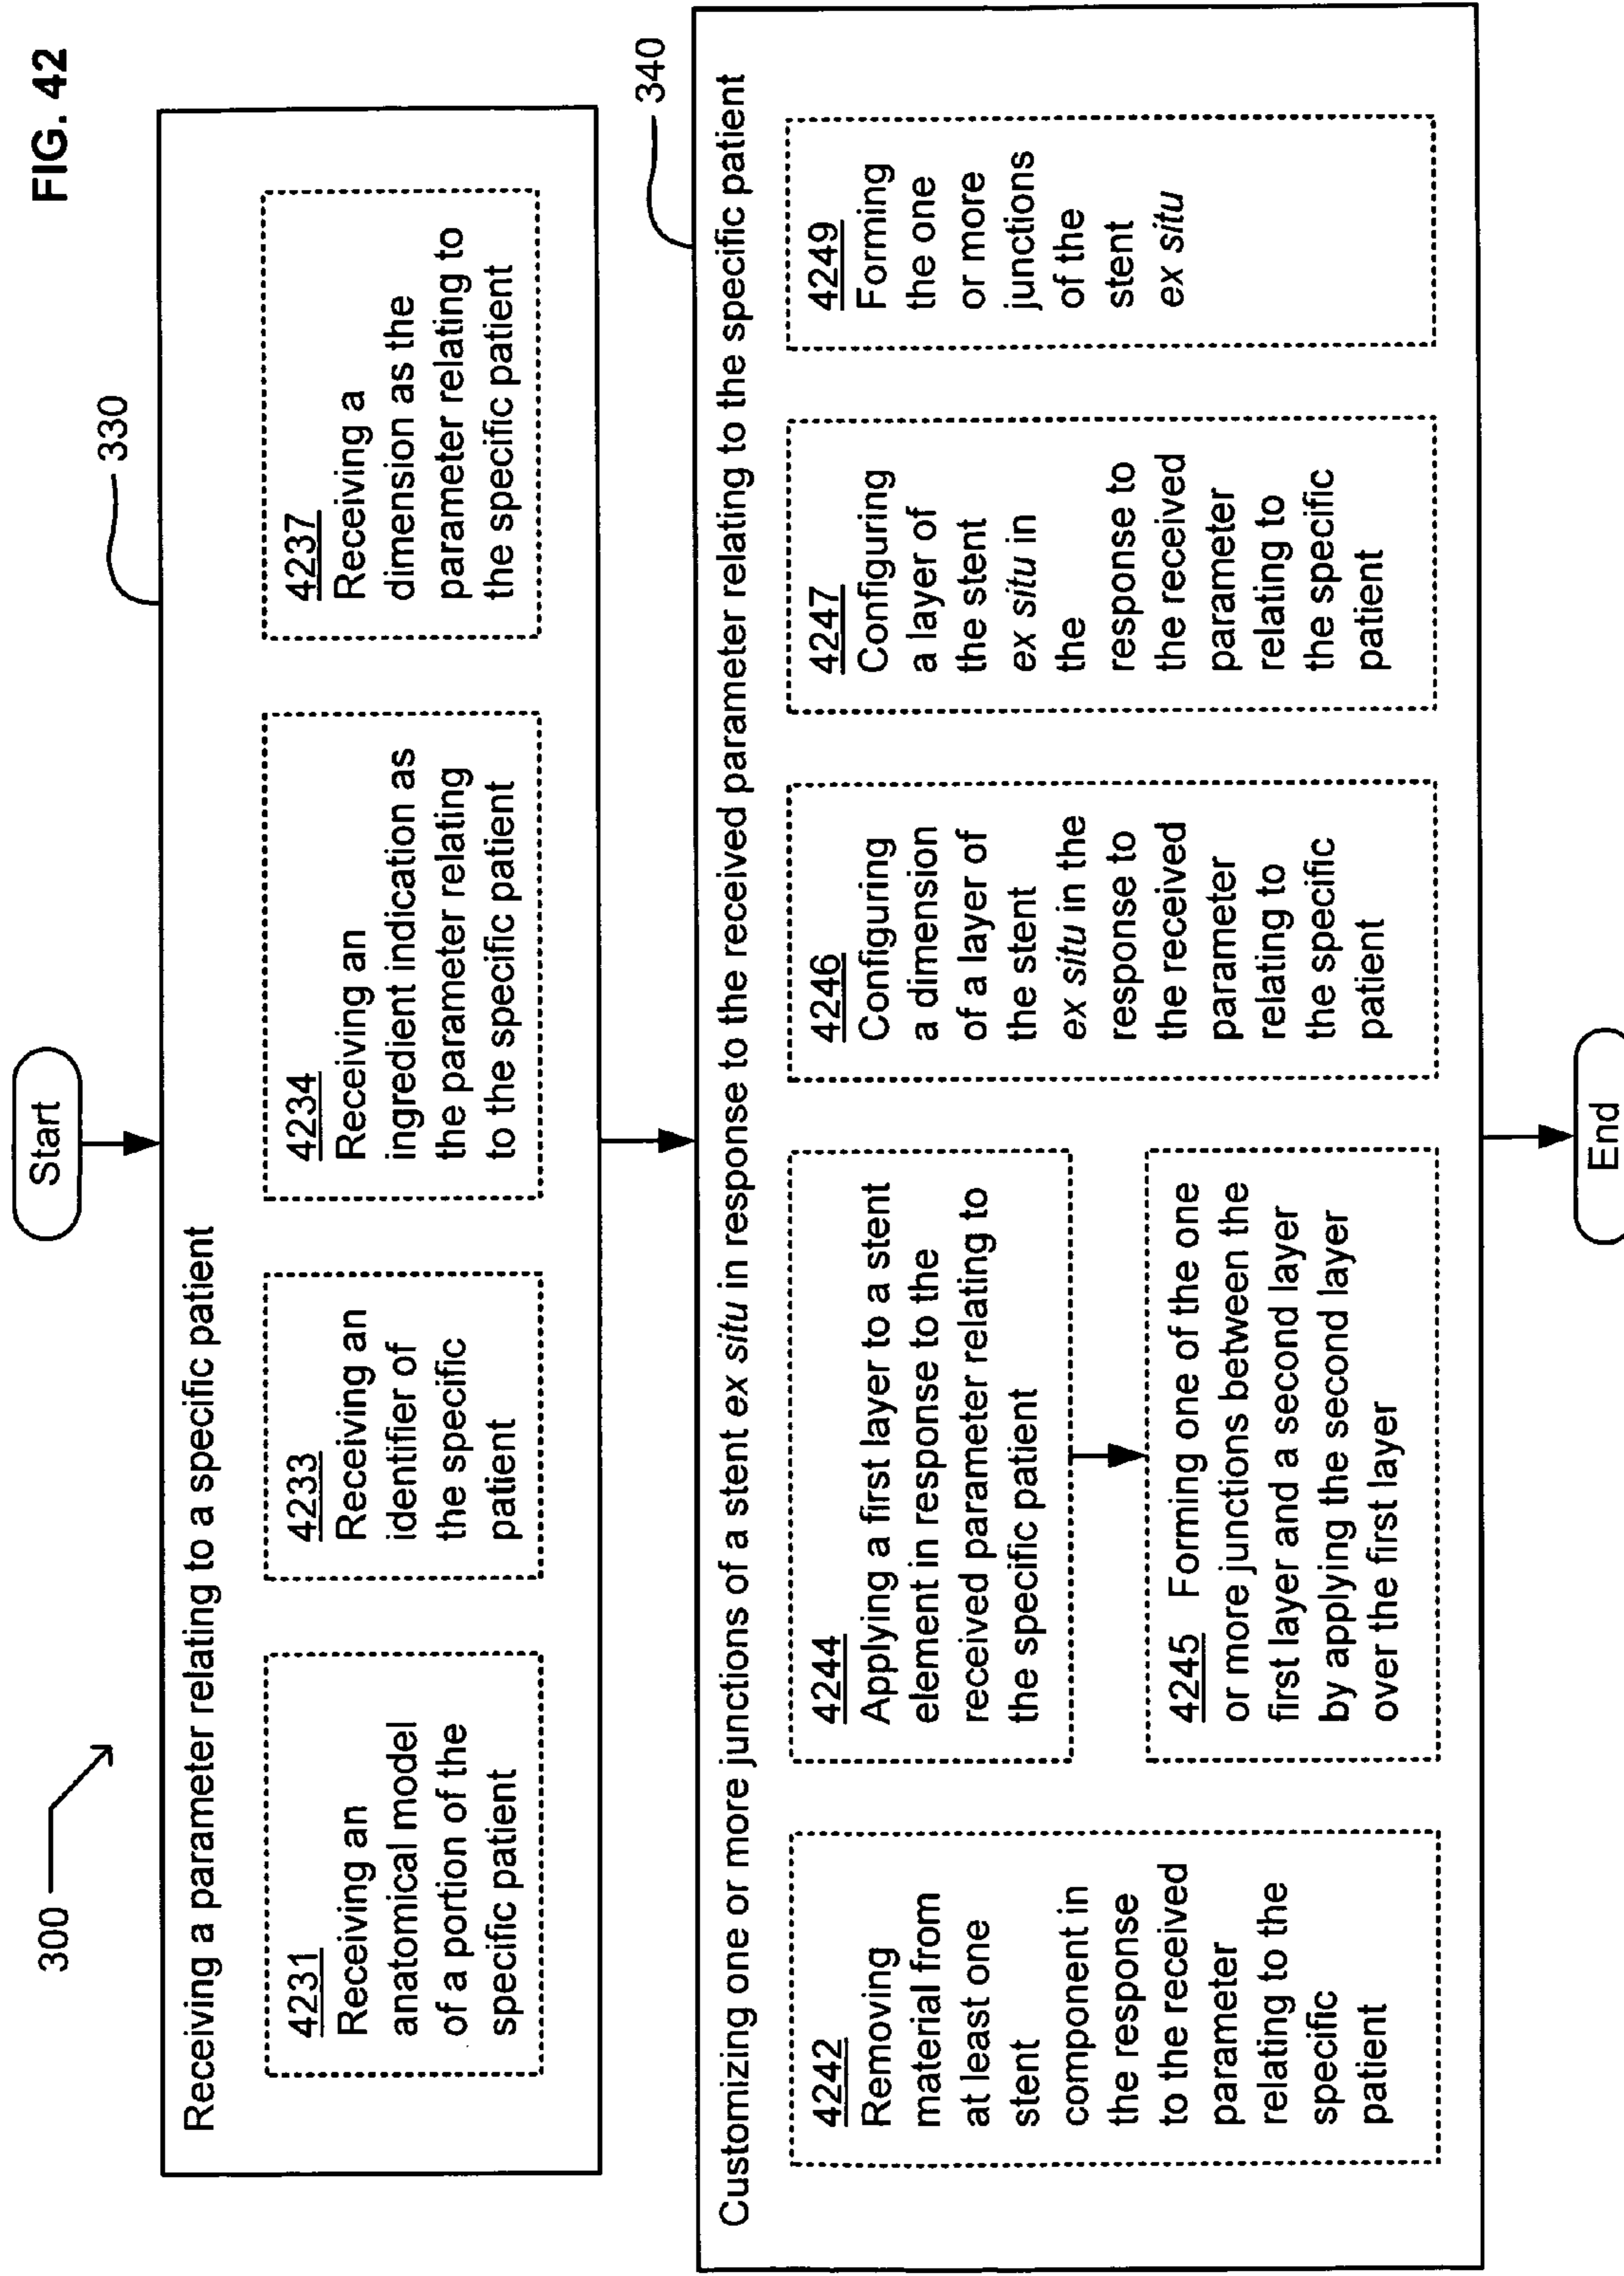 FIG. 42
300
Start
330
Receiving a parameter relating to a specific patient
4231
Receiving an
anatomical model
of a portion of the
specific patient
4233
Receiving an
identifier of
the specific
patient
4234
Receiving an
ingredient indication as
the parameter relating
to the specific patient
4237
Receiving a
dimension as the
parameter relating to
the specific patient
340
Customizing one or more junctions of a stent ex situ in response to the received parameter relating to the specific patient
4242
Removing
material from
at least one
stent
component in
the response
to the received
parameter
relating to the
specific
patient
4244
Applying a first layer to a stent
element in response to the
received parameter relating to
the specific patient
4245 Forming one of the one
or more junctions between the
first layer and a second layer
by applying the second layer
over the first layer
4246
Configuring
a dimension
of a layer of
the stent
ex situ in the
response to
the received
parameter
relating to
the specific
patient
4247
Configuring
a layer of
the stent
ex situ in
the
response to
the received
parameter
relating to
the specific
patient
4249
Forming
the one
or more
junctions
of the
stent
ex situ
End